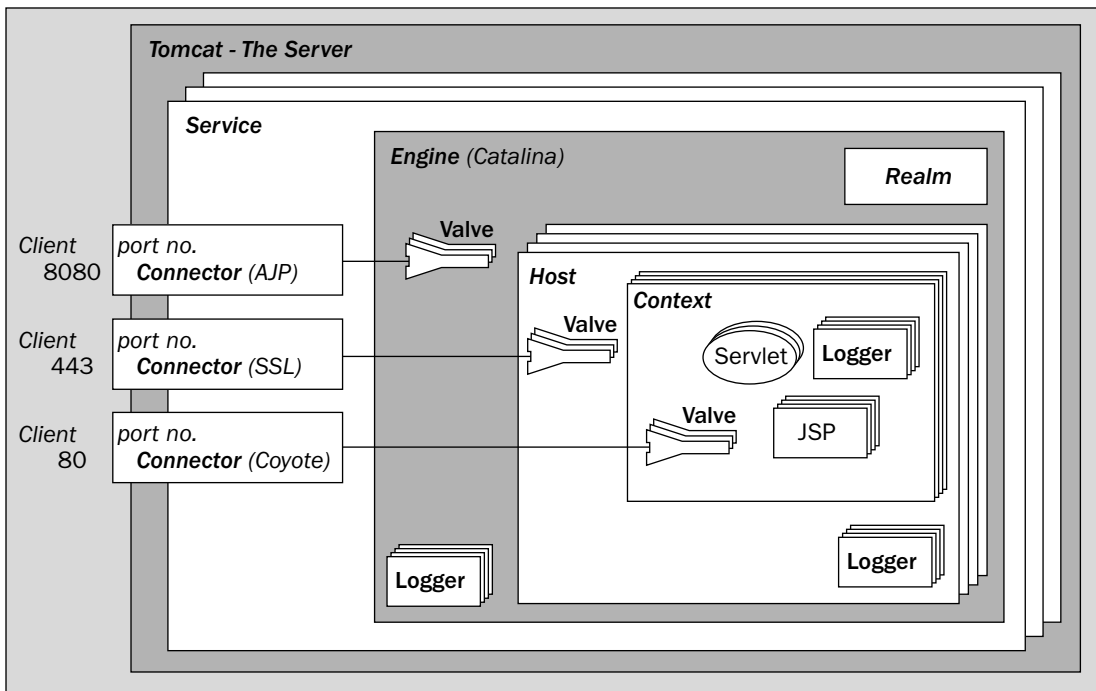 Tomcat - The Server
Service
Engine (Catalina)
Realm
Client
8080
port no.
Connector (AJP)
Valve
Host
Context
Client
443
port no.
Connector (SSL)
Valve
Servlet
Logger
Client
80
port no.
Connector (Coyote)
Valve
JSP
Logger
Logger